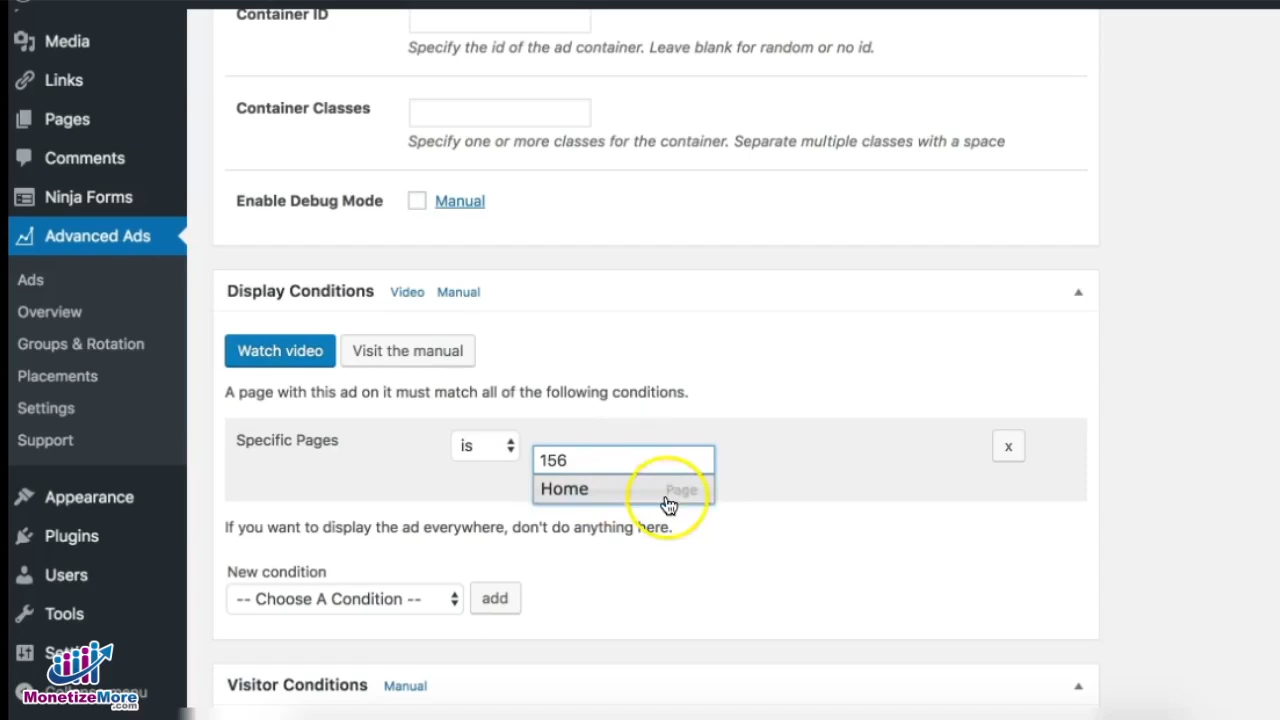 Container ID
Specify the id of the ad container. Leave blank for random or no id.
Container Classes
Specify one or more classes for the container. Separate multiple classes with a space
Enable Debug Mode Manual
Display Conditions Video Manual
Watch video Visit the manual
A page with this ad on it must match all of the following conditions.
Specific Pages is 156 x
Home Page
If you want to display the ad everywhere, don't do anything here.
New condition
-- Choose A Condition -- add
Visitor Conditions Manual
Media
Links
Pages
Comments
Ninja Forms
Advanced Ads
Ads
Overview
Groups & Rotation
Placements
Settings
Support
Appearance
Plugins
Users
Tools
menu
MonetizeMore
.com